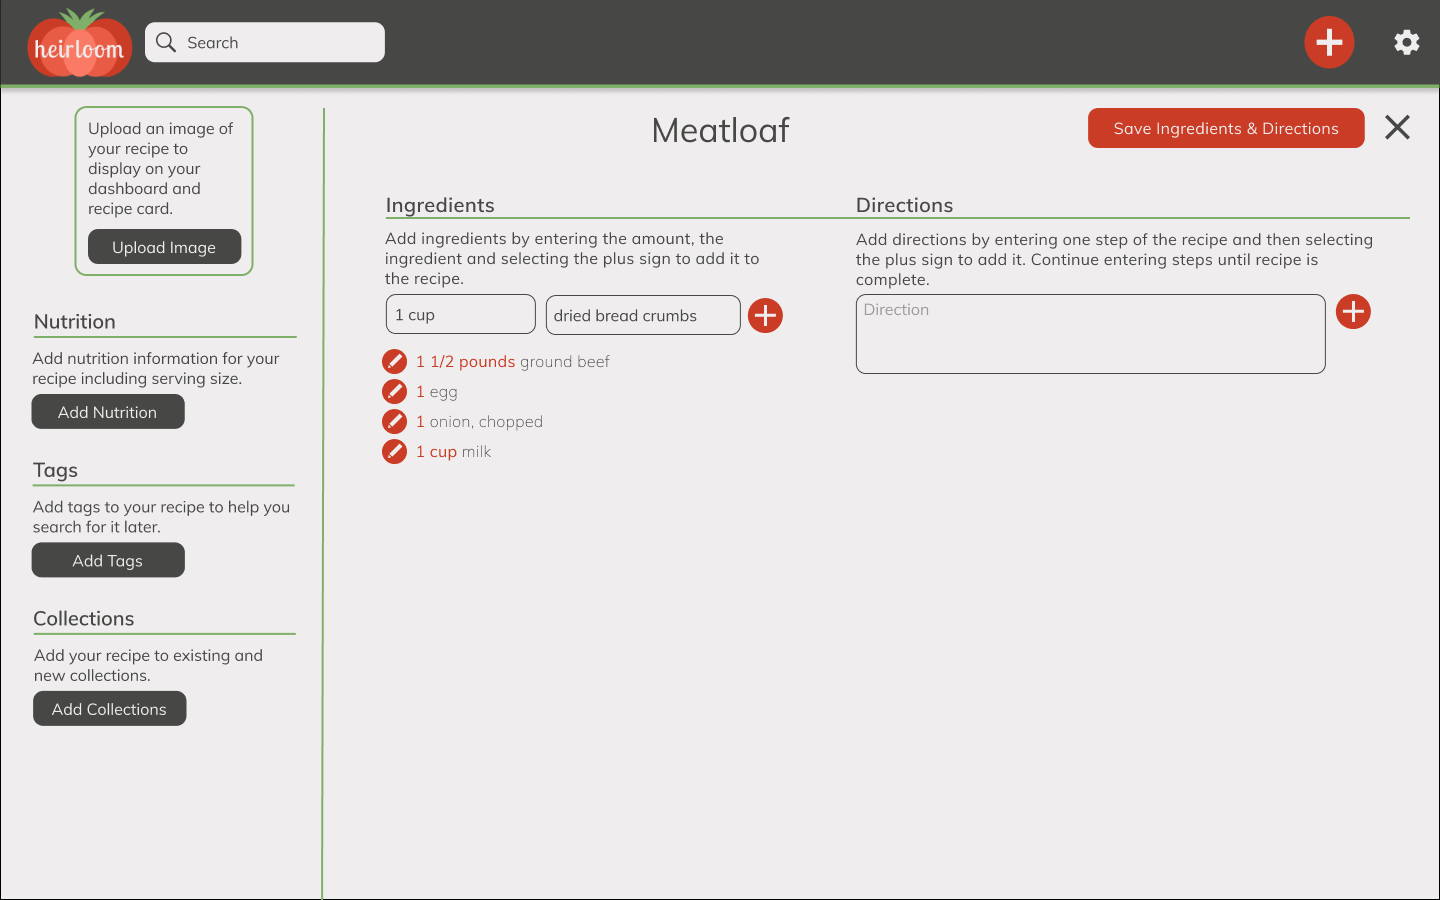 heirloom
Search
Upload an image of
your recipe to
display on your
dashboard and
recipe card.
Upload Image
Nutrition
Add nutrition information for your
recipe including serving size.
Add Nutrition
Tags
Add tags to your recipe to help you
search for it later.
Add Tags
Collections
Add your recipe to existing and
new collections.
Add Collections
Meatloaf
Save Ingredients & Directions
Ingredients
Add ingredients by entering the amount, the
ingredient and selecting the plus sign to add it to
the recipe.
1 cup
dried bread crumbs
1 1/2 pounds ground beef
1 egg
1 onion, chopped
1 cup milk
Directions
Add directions by entering one step of the recipe and then selecting
the plus sign to add it. Continue entering steps until recipe is
complete.
Direction